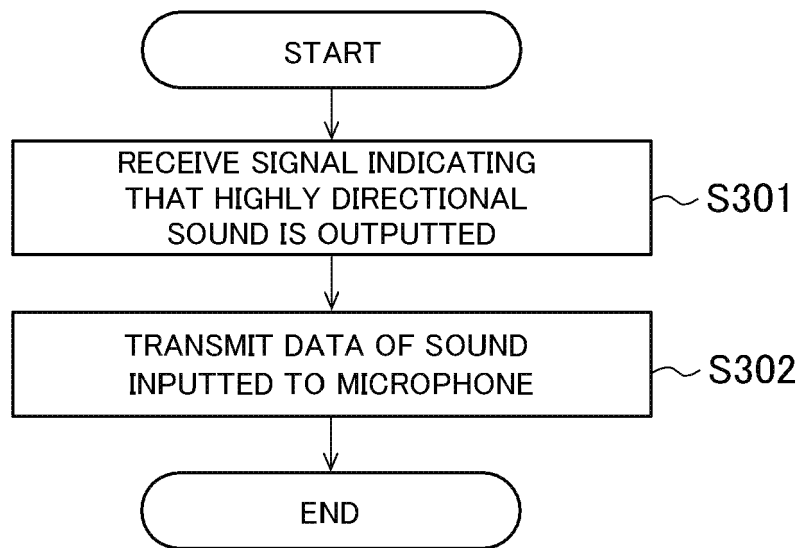 START
RECEIVE SIGNAL INDICATING
THAT HIGHLY DIRECTIONAL
SOUND IS OUTPUTTED
S301
TRANSMIT DATA OF SOUND
INPUTTED TO MICROPHONE
S302
END